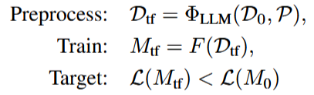 Preprocess: 𝒟_tf = Φ_LLM(𝒟_0, 𝒫),
Train: M_tf = F(𝒟_tf),
Target: ℒ(M_tf) < ℒ(M_0)